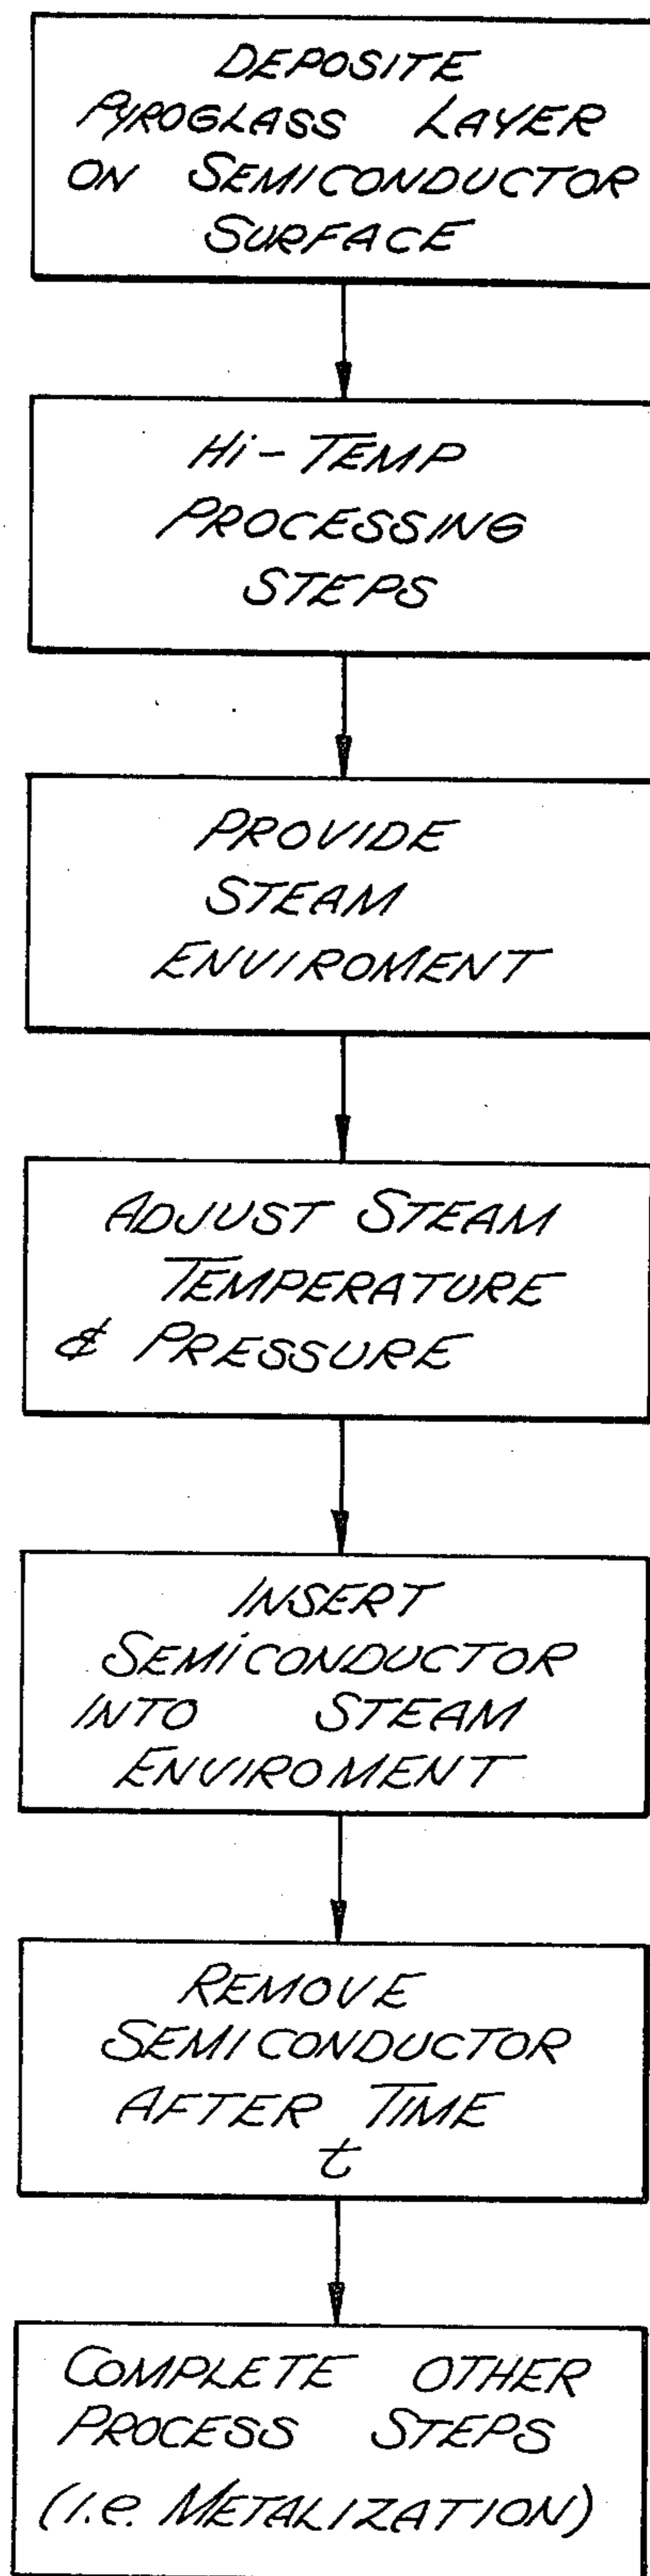 DEPOSITE
PYROGLASS LAYER
ON SEMICONDUCTOR
SURFACE
Hi-TEMP
PROCESSING
STEPS
PROVIDE
STEAM
ENVIROMENT
ADJUST STEAM
TEMPERATURE
& PRESSURE
INSERT
SEMiCONDUCTOR
INTO STEAM
ENVIROMENT
REMOVE
SEMICONDUCTOR
AFTER TIME
t
COMPLETE OTHER
PROCESS STEPS
(i.e. METALIZATION)